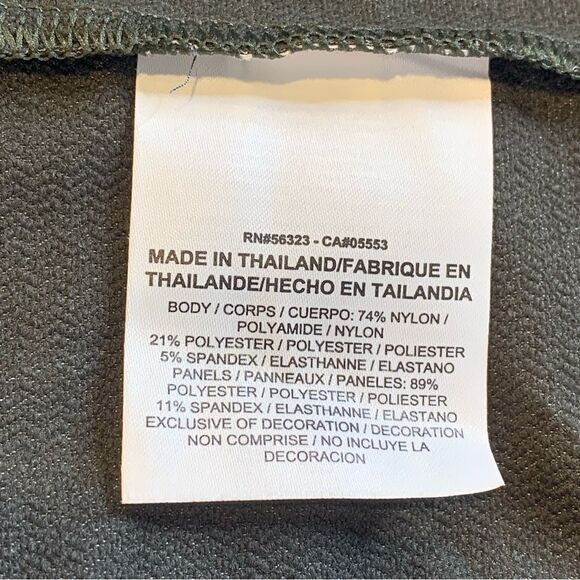 RN#56323 - CA#05553
MADE IN THAILAND/FABRIQUE EN
THAILANDE/HECHO EN TAILANDIA
BODY / CORPS / CUERPO: 74% NYLON /
POLYAMIDE / NYLON
21% POLYESTER / POLYESTER / POLIESTER
5% SPANDEX / ELASTHANNE / ELASTANO
PANELS / PANNEAUX / PANELES: 89%
POLYESTER / POLYESTER / POLIESTER
11% SPANDEX / ELASTHANNE / ELASTANO
EXCLUSIVE OF DECORATION / DECORATION
NON COMPRISE / NO INCLUYE LA
DECORACION